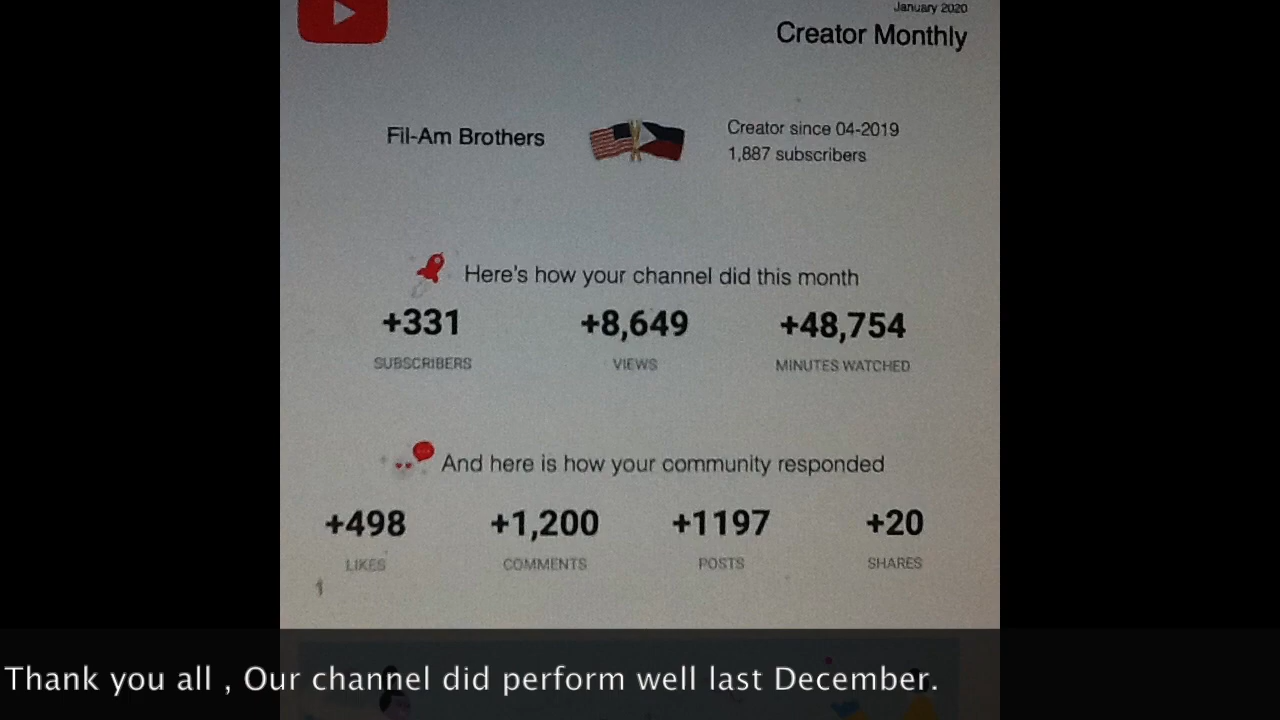 January 2020
Creator Monthly
Fil-Am Brothers
Creator since 04-2019
1,887 subscribers
Here's how your channel did this month
+331 +8,649 +48,754
SUBSCRIBERS VIEWS MINUTES WATCHED
And here is how your community responded
+498 +1,200 +1197 +20
LIKES COMMENTS POSTS SHARES
1
Thank you all , Our channel did perform well last December.